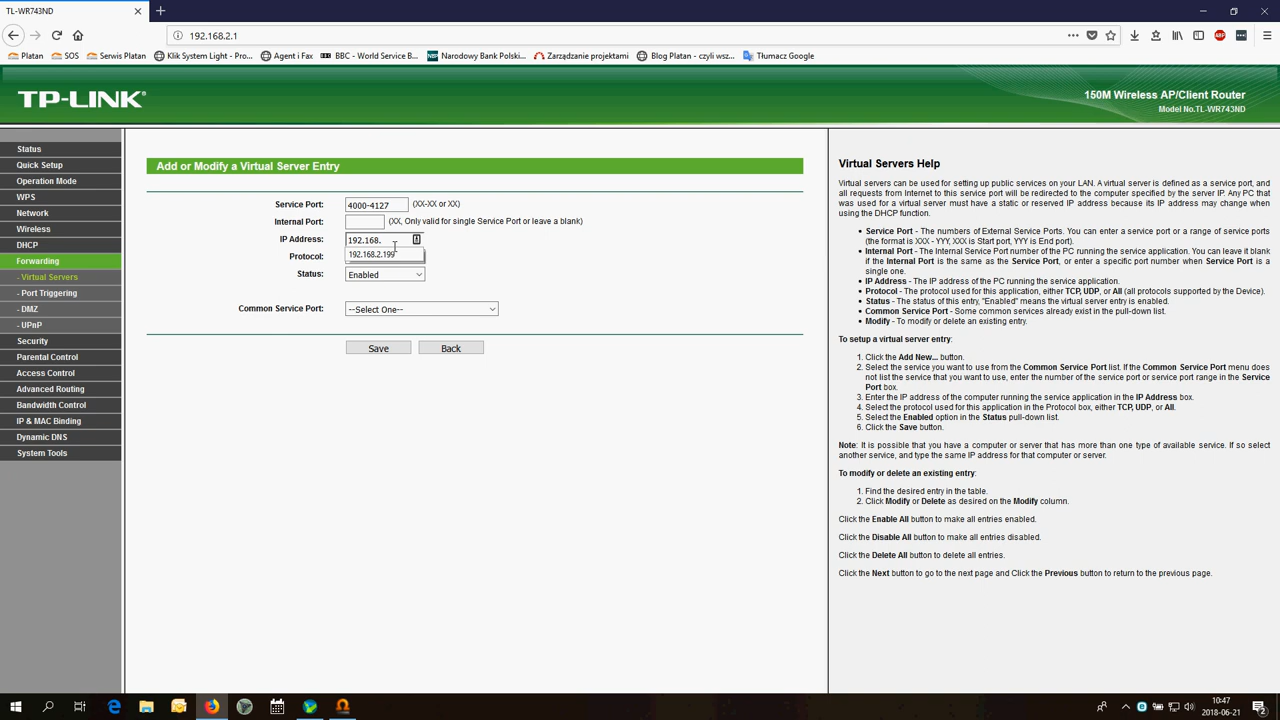 TL-WR743ND
192.168.2.1
Platan
SOS
Serwis Platan
Klik System Light - Pro...
Agent i Fax
BBC - World Service B...
Narodowy Bank Polski...
Zarządzanie projektami
Blog Platan - czyli wsz...
Tłumacz Google
TP-LINK
150M Wireless AP/Client Router
Model No.TL-WR743ND
Status
Quick Setup
Operation Mode
WPS
Network
Wireless
DHCP
Forwarding
- Virtual Servers
- Port Triggering
- DMZ
- UPnP
Security
Parental Control
Access Control
Advanced Routing
Bandwidth Control
IP & MAC Binding
Dynamic DNS
System Tools
Add or Modify a Virtual Server Entry
Service Port: 4000-4127 (XX-XX or XX)
Internal Port: (XX, Only valid for single Service Port or leave a blank)
IP Address: 192.168.
Protocol: 192.168.2.199
Status: Enabled
Common Service Port: --Select One--
Save Back
Virtual Servers Help
Virtual servers can be used for setting up public services on your LAN. A virtual server is defined as a service port, and
all requests from Internet to this service port will be redirected to the computer specified by the server IP. Any PC that
was used for a virtual server must have a static or reserved IP address because its IP address may change when
using the DHCP function.
Service Port - The numbers of External Service Ports. You can enter a service port or a range of service ports
(the format is XXX - YYY, XXX is Start port, YYY is End port).
Internal Port - The Internal Service Port number of the PC running the service application. You can leave it blank
if the Internal Port is the same as the Service Port, or enter a specific port number when Service Port is a
single one.
IP Address - The IP address of the PC running the service application.
Protocol - The protocol used for this application, either TCP, UDP, or All (all protocols supported by the Device).
Status - The status of this entry, "Enabled" means the virtual server entry is enabled.
Common Service Port - Some common services already exist in the pull-down list.
Modify - To modify or delete an existing entry.
To setup a virtual server entry:
1. Click the Add New... button.
2. Select the service you want to use from the Common Service Port list. If the Common Service Port menu does
not list the service that you want to use, enter the number of the service port or service port range in the Service
Port box.
3. Enter the IP address of the computer running the service application in the IP Address box.
4. Select the protocol used for this application in the Protocol box, either TCP, UDP, or All.
5. Select the Enabled option in the Status pull-down list.
6. Click the Save button.
Note: It is possible that you have a computer or server that has more than one type of available service. If so select
another service, and type the same IP address for that computer or server.
To modify or delete an existing entry:
1. Find the desired entry in the table.
2. Click Modify or Delete as desired on the Modify column.
Click the Enable All button to make all entries enabled.
Click the Disable All button to make all entries disabled.
Click the Delete All button to delete all entries.
Click the Next button to go to the next page and Click the Previous button to return to the previous page.
10:47
2018-06-21
2